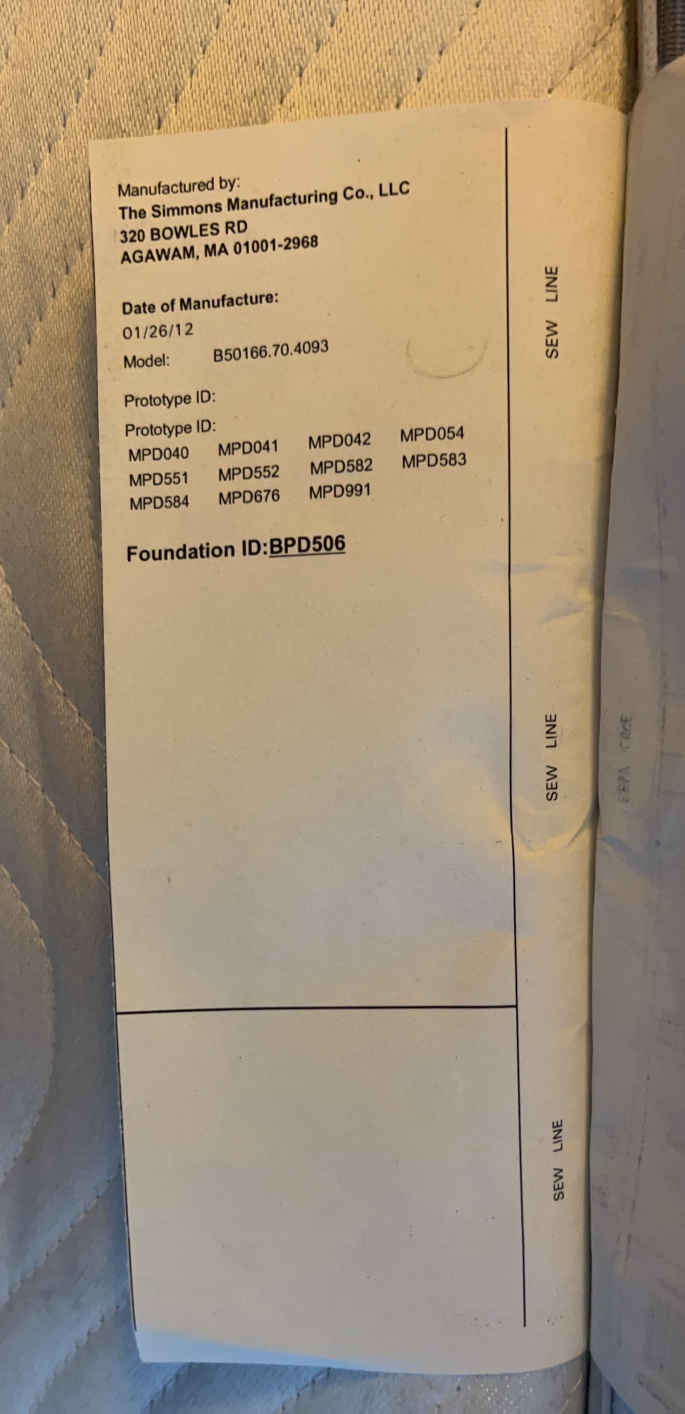 Manufactured by:
The Simmons Manufacturing Co., LLC
320 BOWLES RD
AGAWAM, MA 01001-2968
Date of Manufacture:
01/26/12
Model: B50166.70.4093
Prototype ID:
Prototype ID:
MPD040 MPD041 MPD042 MPD054
MPD551 MPD552 MPD582 MPD583
MPD584 MPD676 MPD991
Foundation ID:BPD506
SEW LINE
SEW LINE
SEW LINE